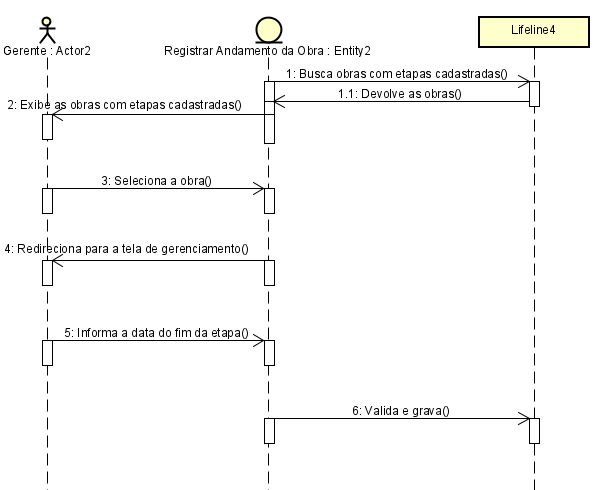 Lifeline4
Gerente : Actor2
Registrar Andamento da Obra : Entity2
1: Busca obras com etapas cadastradas()
1.1: Devolve as obras()
2: Exibe as obras com etapas cadastradas()
3: Seleciona a obra()
4: Redireciona para a tela de gerenciamento()
5: Informa a data do fim da etapa()
6: Valida e grava()